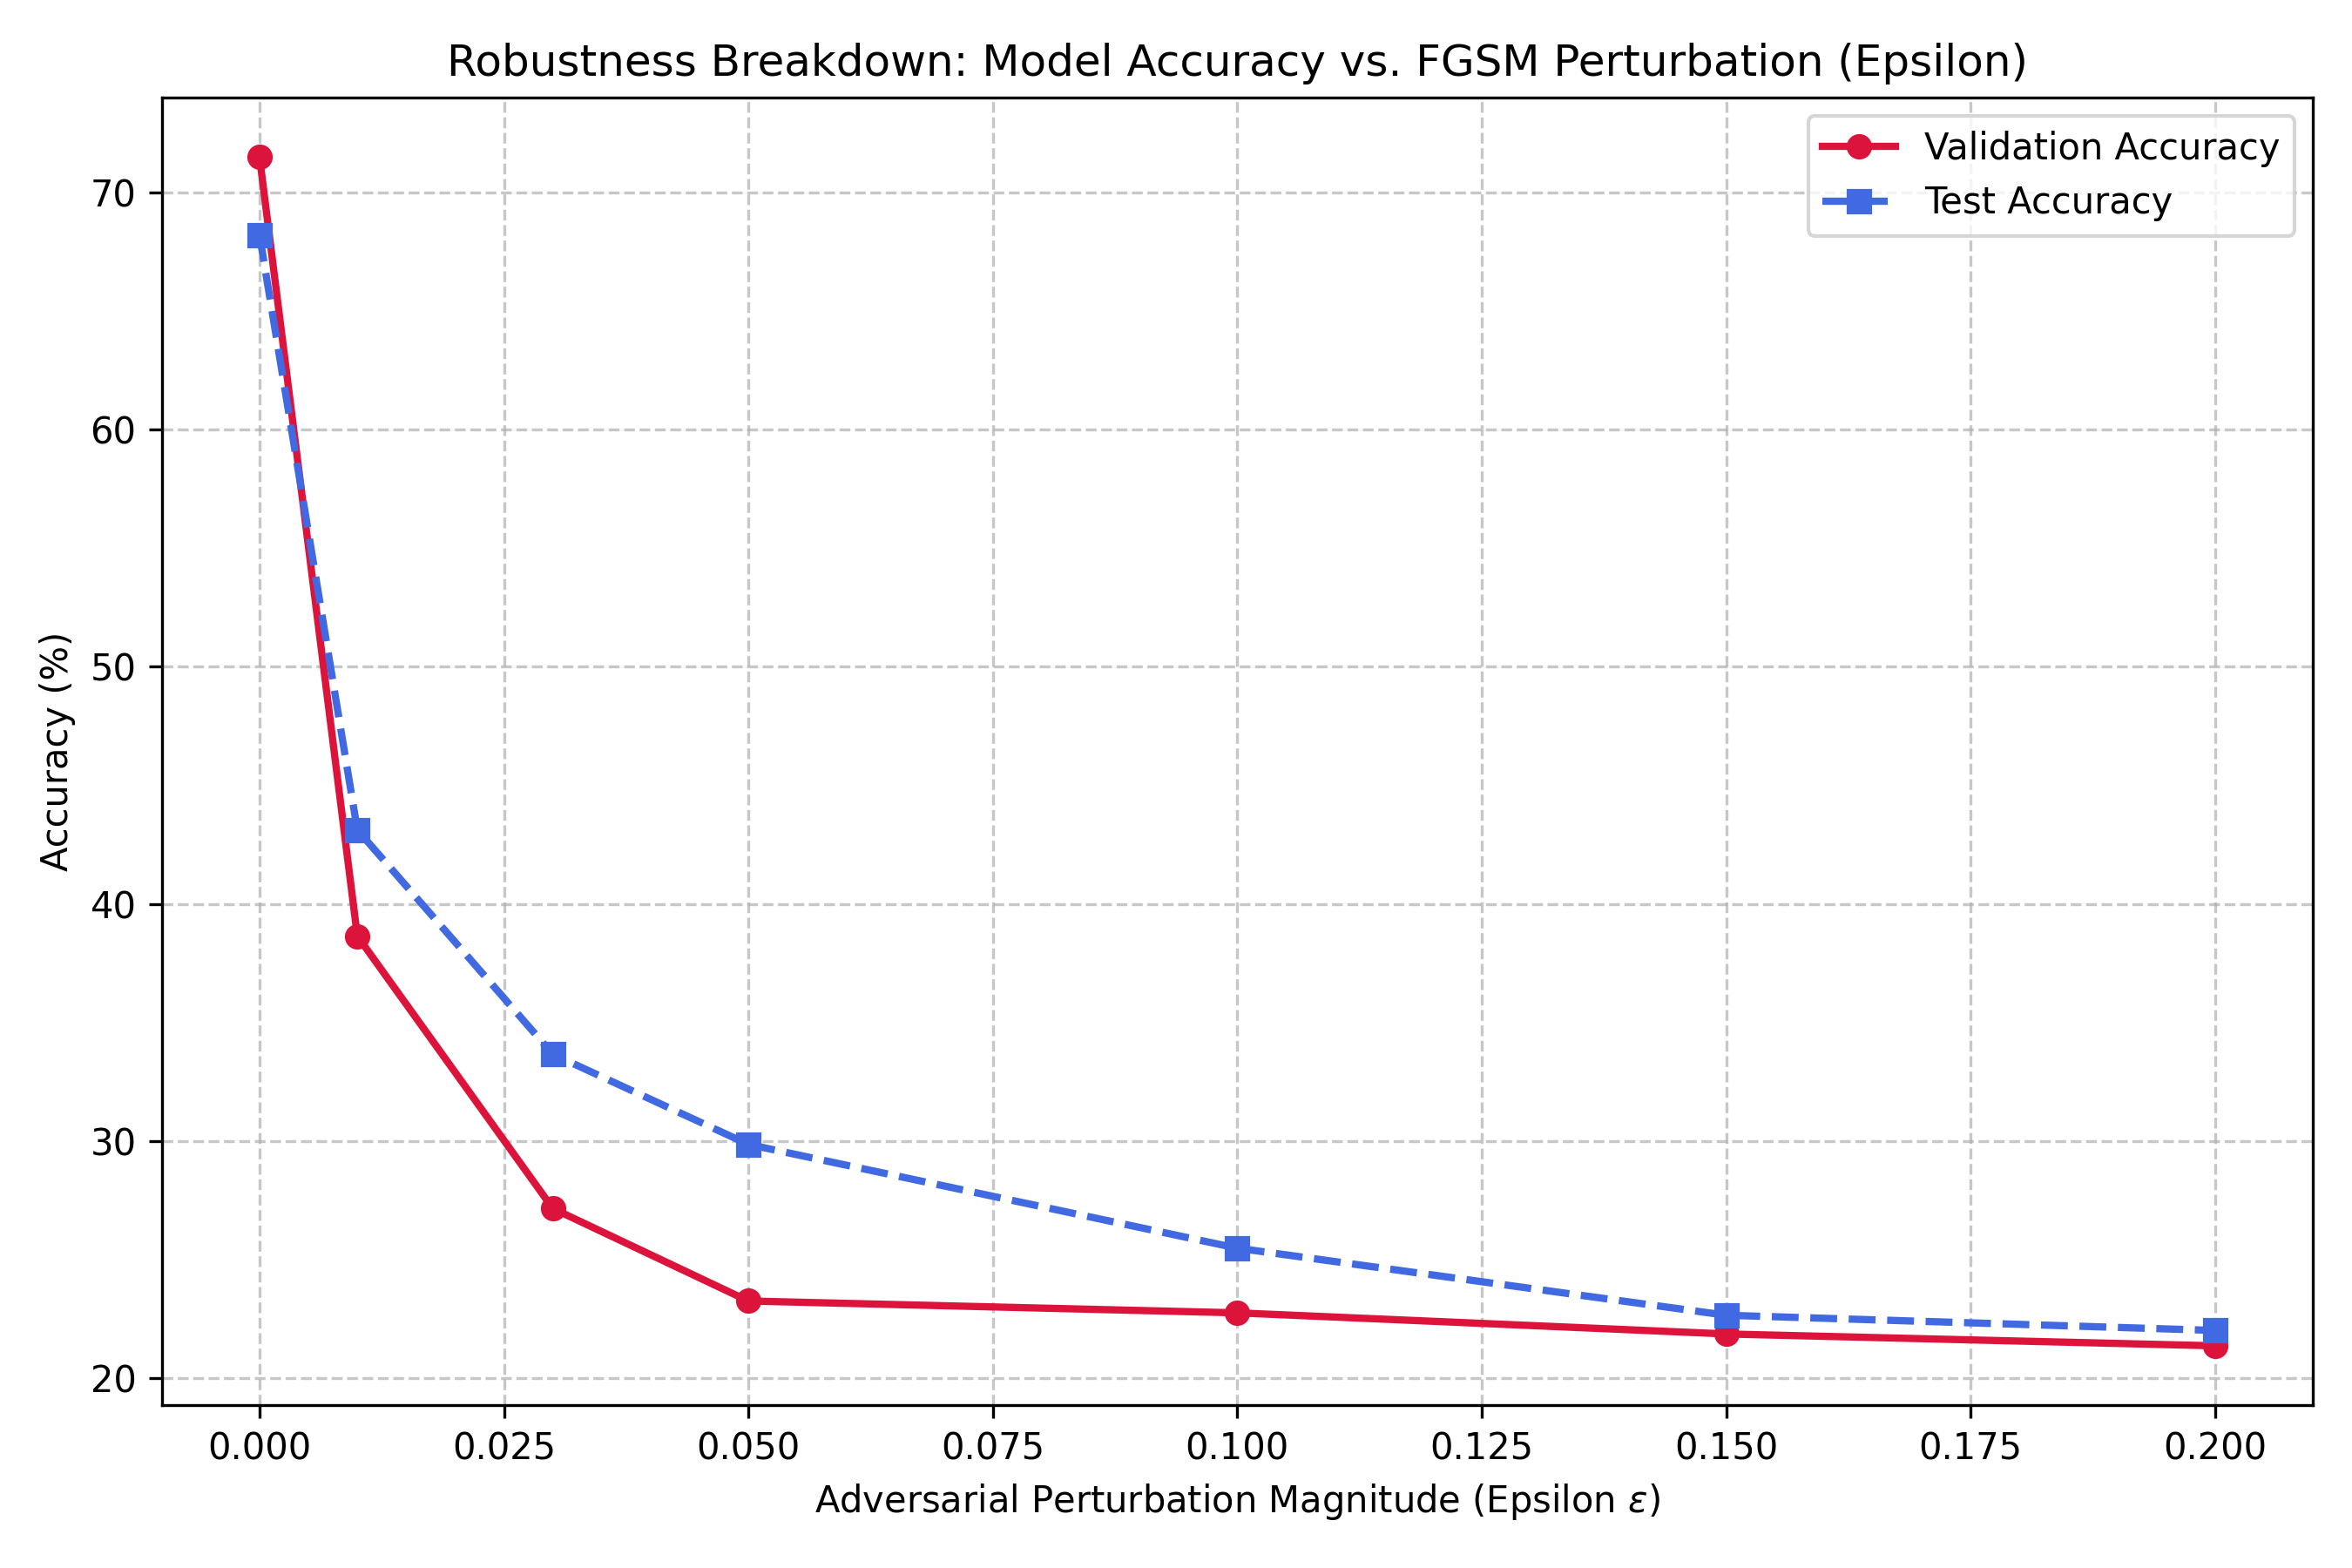 Robustness Breakdown: Model Accuracy vs. FGSM Perturbation (Epsilon)
Validation Accuracy
Test Accuracy
Accuracy (%)
70
60
50
40
30
20
0.000 0.025 0.050 0.075 0.100 0.125 0.150 0.175 0.200
Adversarial Perturbation Magnitude (Epsilon ε)